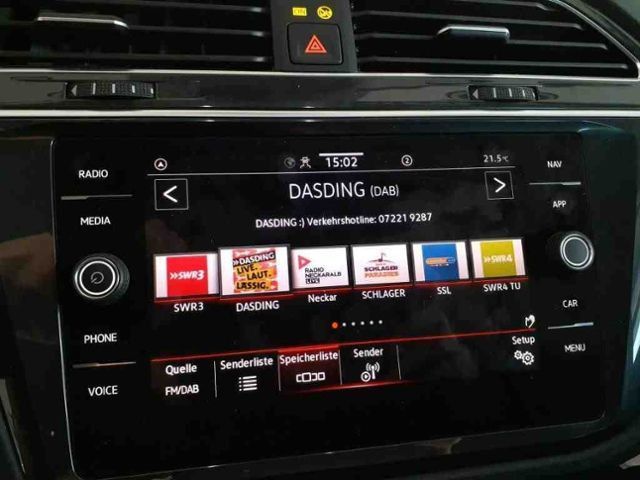 ON
RADIO
MEDIA
PHONE
VOICE
NAV
APP
CAR
MENU
15:02
2
21.5°C
< DASDING (DAB) >
DASDING :) Verkehrshotline: 07221 9287
»SWR3
»DASDING
LIVE.
LAUT.
LÄSSIG.
RADIO
NECKARALB
LIVE
SCHLAGER
PARADIES
»SWR4
SWR3 DASDING Neckar SCHLAGER SSL SWR4 TU
Quelle
FM/DAB
Senderliste
Speicherliste
Sender
Setup